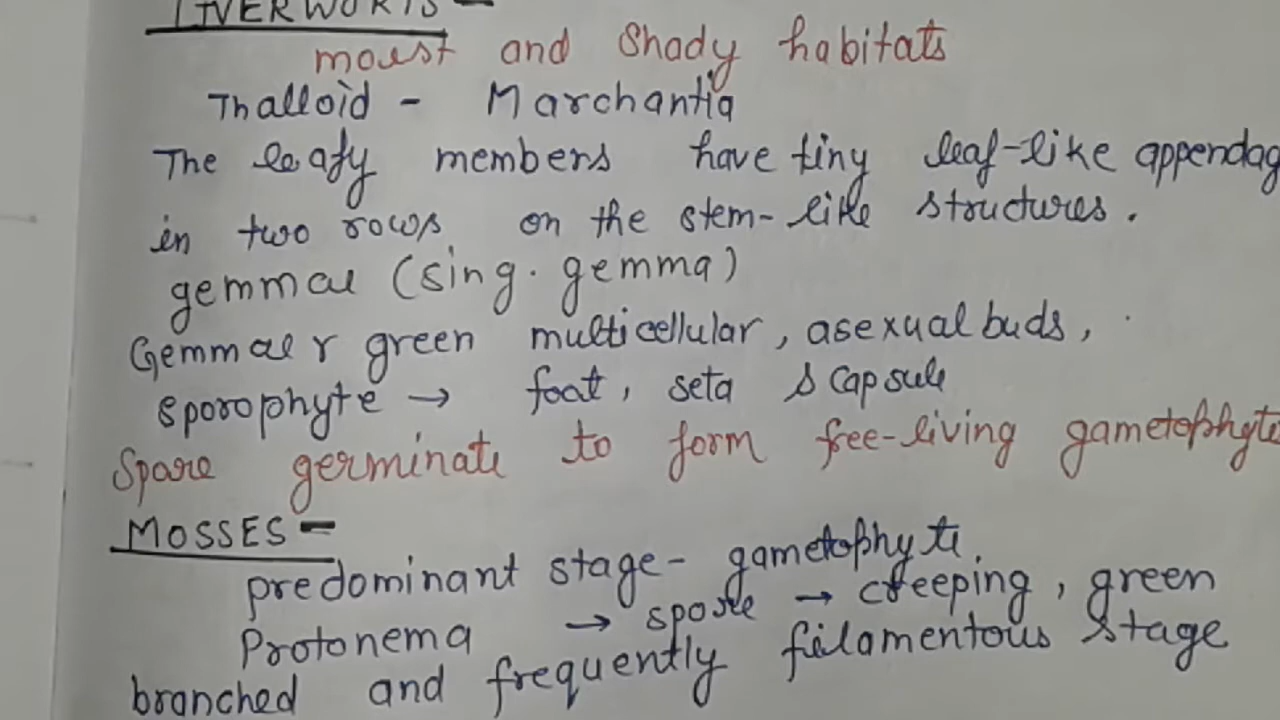 LIVERWORTS -
moist and Shady habitats
Thalloid - Marchantia
The leafy members have tiny leaf-like appendag
in two rows on the stem-like structures.
gemmae (sing. gemma)
Gemmae r green multicellular, asexual buds,
sporophyte → foot, seta & capsule
Spore germinate to form free-living gametophyte
MOSSES -
predominant stage- gametophyte.
Protonema → spore → creeping, green
branched and frequently filamentous stage